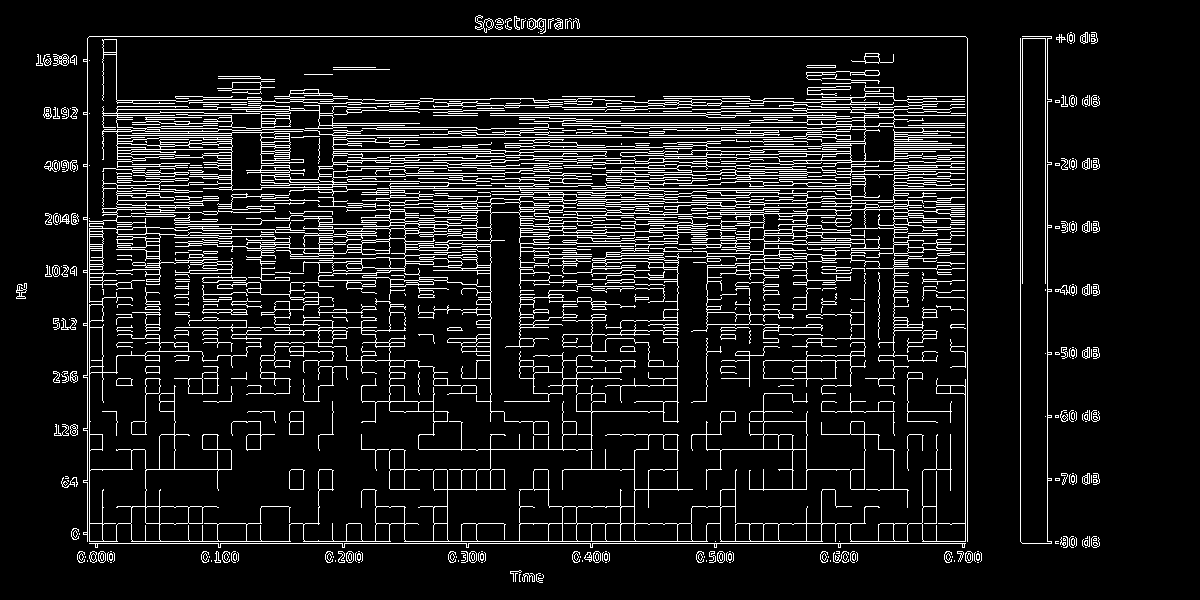 Spectrogram
16384
8192
4096
2048
1024
512
256
128
64
0
Hz
0.000 0.100 0.200 0.300 0.400 0.500 0.600 0.700
Time
+0 dB
-10 dB
-20 dB
-30 dB
-40 dB
-50 dB
-60 dB
-70 dB
-80 dB